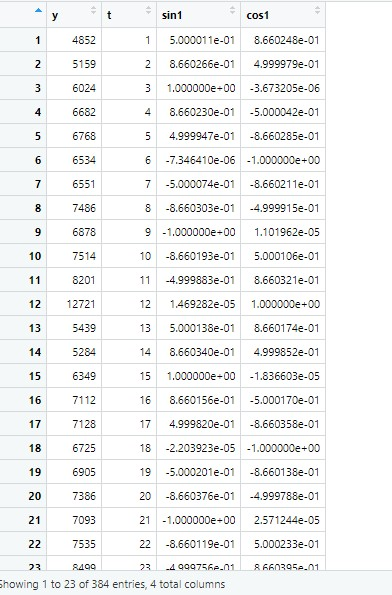 y t sin1 cos1
1 4852 1 5.000011e-01 8.660248e-01
2 5159 2 8.660266e-01 4.999979e-01
3 6024 3 1.000000e+00 -3.673205e-06
4 6682 4 8.660230e-01 -5.000042e-01
5 6768 5 4.999947e-01 -8.660285e-01
6 6534 6 -7.346410e-06 -1.000000e+00
7 6551 7 -5.000074e-01 -8.660211e-01
8 7486 8 -8.660303e-01 -4.999915e-01
9 6878 9 -1.000000e+00 1.101962e-05
10 7514 10 -8.660193e-01 5.000106e-01
11 8201 11 -4.999883e-01 8.660321e-01
12 12721 12 1.469282e-05 1.000000e+00
13 5439 13 5.000138e-01 8.660174e-01
14 5284 14 8.660340e-01 4.999852e-01
15 6349 15 1.000000e+00 -1.836603e-05
16 7112 16 8.660156e-01 -5.000170e-01
17 7128 17 4.999820e-01 -8.660358e-01
18 6725 18 -2.203923e-05 -1.000000e+00
19 6905 19 -5.000201e-01 -8.660138e-01
20 7386 20 -8.660376e-01 -4.999788e-01
21 7093 21 -1.000000e+00 2.571244e-05
22 7535 22 -8.660119e-01 5.000233e-01
23 8499 23 -4.999756e-01 8.660395e-01
Showing 1 to 23 of 384 entries, 4 total columns